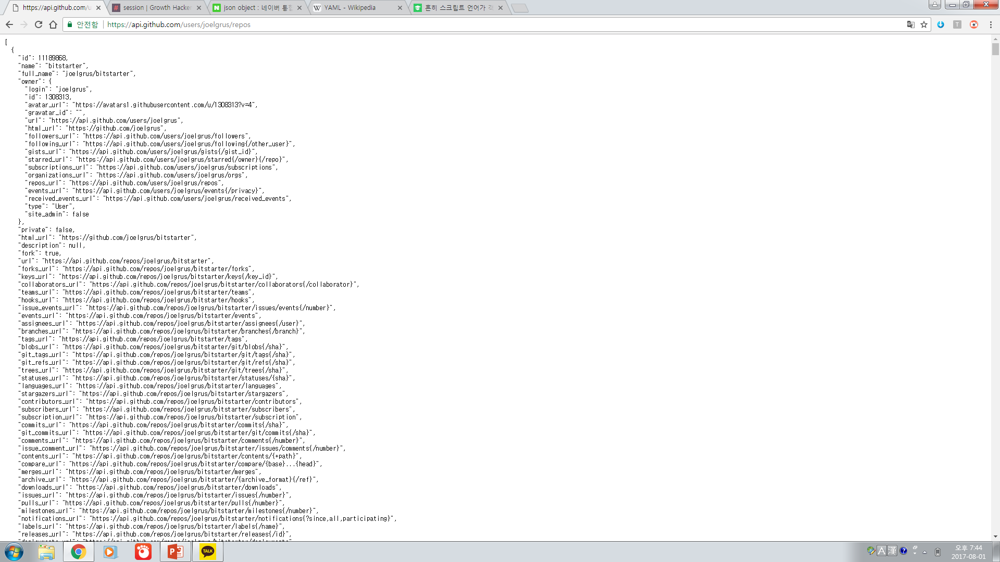 https://api.github.com/u
session | Growth Hacker
json object : 네이버 통합
YAML - Wikipedia
흔히 스크립트 언어가 객
안전함 https://api.github.com/users/joelgrus/repos
[
{
"id": 11189868,
"name": "bitstarter",
"full_name": "joelgrus/bitstarter",
"owner": {
"login": "joelgrus",
"id": 1308313,
"avatar_url": "https://avatars1.githubusercontent.com/u/1308313?v=4",
"gravatar_id": "",
"url": "https://api.github.com/users/joelgrus",
"html_url": "https://github.com/joelgrus",
"followers_url": "https://api.github.com/users/joelgrus/followers",
"following_url": "https://api.github.com/users/joelgrus/following{/other_user}",
"gists_url": "https://api.github.com/users/joelgrus/gists{/gist_id}",
"starred_url": "https://api.github.com/users/joelgrus/starred{/owner}{/repo}",
"subscriptions_url": "https://api.github.com/users/joelgrus/subscriptions",
"organizations_url": "https://api.github.com/users/joelgrus/orgs",
"repos_url": "https://api.github.com/users/joelgrus/repos",
"events_url": "https://api.github.com/users/joelgrus/events{/privacy}",
"received_events_url": "https://api.github.com/users/joelgrus/received_events",
"type": "User",
"site_admin": false
},
"private": false,
"html_url": "https://github.com/joelgrus/bitstarter",
"description": null,
"fork": true,
"url": "https://api.github.com/repos/joelgrus/bitstarter",
"forks_url": "https://api.github.com/repos/joelgrus/bitstarter/forks",
"keys_url": "https://api.github.com/repos/joelgrus/bitstarter/keys{/key_id}",
"collaborators_url": "https://api.github.com/repos/joelgrus/bitstarter/collaborators{/collaborator}",
"teams_url": "https://api.github.com/repos/joelgrus/bitstarter/teams",
"hooks_url": "https://api.github.com/repos/joelgrus/bitstarter/hooks",
"issue_events_url": "https://api.github.com/repos/joelgrus/bitstarter/issues/events{/number}",
"events_url": "https://api.github.com/repos/joelgrus/bitstarter/events",
"assignees_url": "https://api.github.com/repos/joelgrus/bitstarter/assignees{/user}",
"branches_url": "https://api.github.com/repos/joelgrus/bitstarter/branches{/branch}",
"tags_url": "https://api.github.com/repos/joelgrus/bitstarter/tags",
"blobs_url": "https://api.github.com/repos/joelgrus/bitstarter/git/blobs{/sha}",
"git_tags_url": "https://api.github.com/repos/joelgrus/bitstarter/git/tags{/sha}",
"git_refs_url": "https://api.github.com/repos/joelgrus/bitstarter/git/refs{/sha}",
"trees_url": "https://api.github.com/repos/joelgrus/bitstarter/git/trees{/sha}",
"statuses_url": "https://api.github.com/repos/joelgrus/bitstarter/statuses/{sha}",
"languages_url": "https://api.github.com/repos/joelgrus/bitstarter/languages",
"stargazers_url": "https://api.github.com/repos/joelgrus/bitstarter/stargazers",
"contributors_url": "https://api.github.com/repos/joelgrus/bitstarter/contributors",
"subscribers_url": "https://api.github.com/repos/joelgrus/bitstarter/subscribers",
"subscription_url": "https://api.github.com/repos/joelgrus/bitstarter/subscription",
"commits_url": "https://api.github.com/repos/joelgrus/bitstarter/commits{/sha}",
"git_commits_url": "https://api.github.com/repos/joelgrus/bitstarter/git/commits{/sha}",
"comments_url": "https://api.github.com/repos/joelgrus/bitstarter/comments{/number}",
"issue_comment_url": "https://api.github.com/repos/joelgrus/bitstarter/issues/comments{/number}",
"contents_url": "https://api.github.com/repos/joelgrus/bitstarter/contents/{+path}",
"compare_url": "https://api.github.com/repos/joelgrus/bitstarter/compare/{base}...{head}",
"merges_url": "https://api.github.com/repos/joelgrus/bitstarter/merges",
"archive_url": "https://api.github.com/repos/joelgrus/bitstarter/{archive_format}{/ref}",
"downloads_url": "https://api.github.com/repos/joelgrus/bitstarter/downloads",
"issues_url": "https://api.github.com/repos/joelgrus/bitstarter/issues{/number}",
"pulls_url": "https://api.github.com/repos/joelgrus/bitstarter/pulls{/number}",
"milestones_url": "https://api.github.com/repos/joelgrus/bitstarter/milestones{/number}",
"notifications_url": "https://api.github.com/repos/joelgrus/bitstarter/notifications{?since,all,participating}",
"labels_url": "https://api.github.com/repos/joelgrus/bitstarter/labels{/name}",
"releases_url": "https://api.github.com/repos/joelgrus/bitstarter/releases{/id}",
TALK
A 漢
오후 7:44
2017-08-01